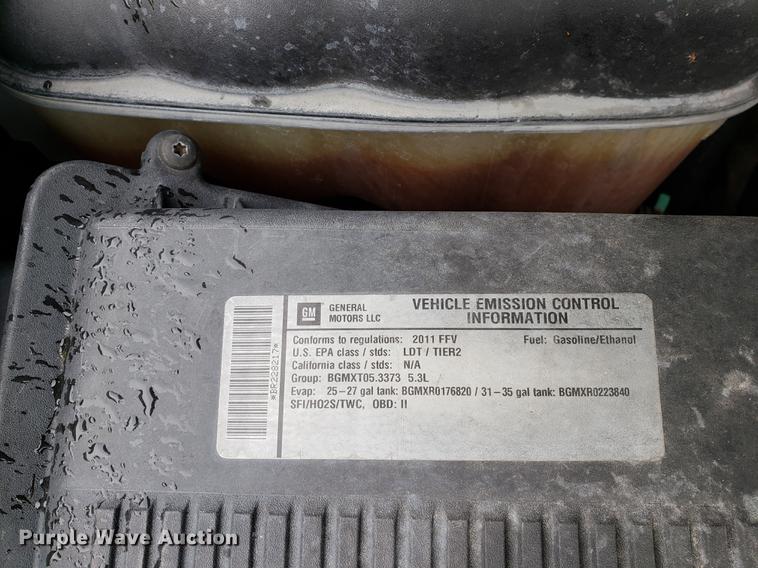 GM
GENERAL
MOTORS LLC
VEHICLE EMISSION CONTROL
INFORMATION
Conforms to regulations: 2011 FFV Fuel: Gasoline/Ethanol
U.S. EPA class / stds: LDT / TIER2
California class / stds: N/A
Group: BGMXT05.3373 5.3L
Evap: 25-27 gal tank: BGMXR0176820 / 31-35 gal tank: BGMXR0223840
SFI/HO2S/TWC, OBD: II
*BR228217*
Purple Wave Auction